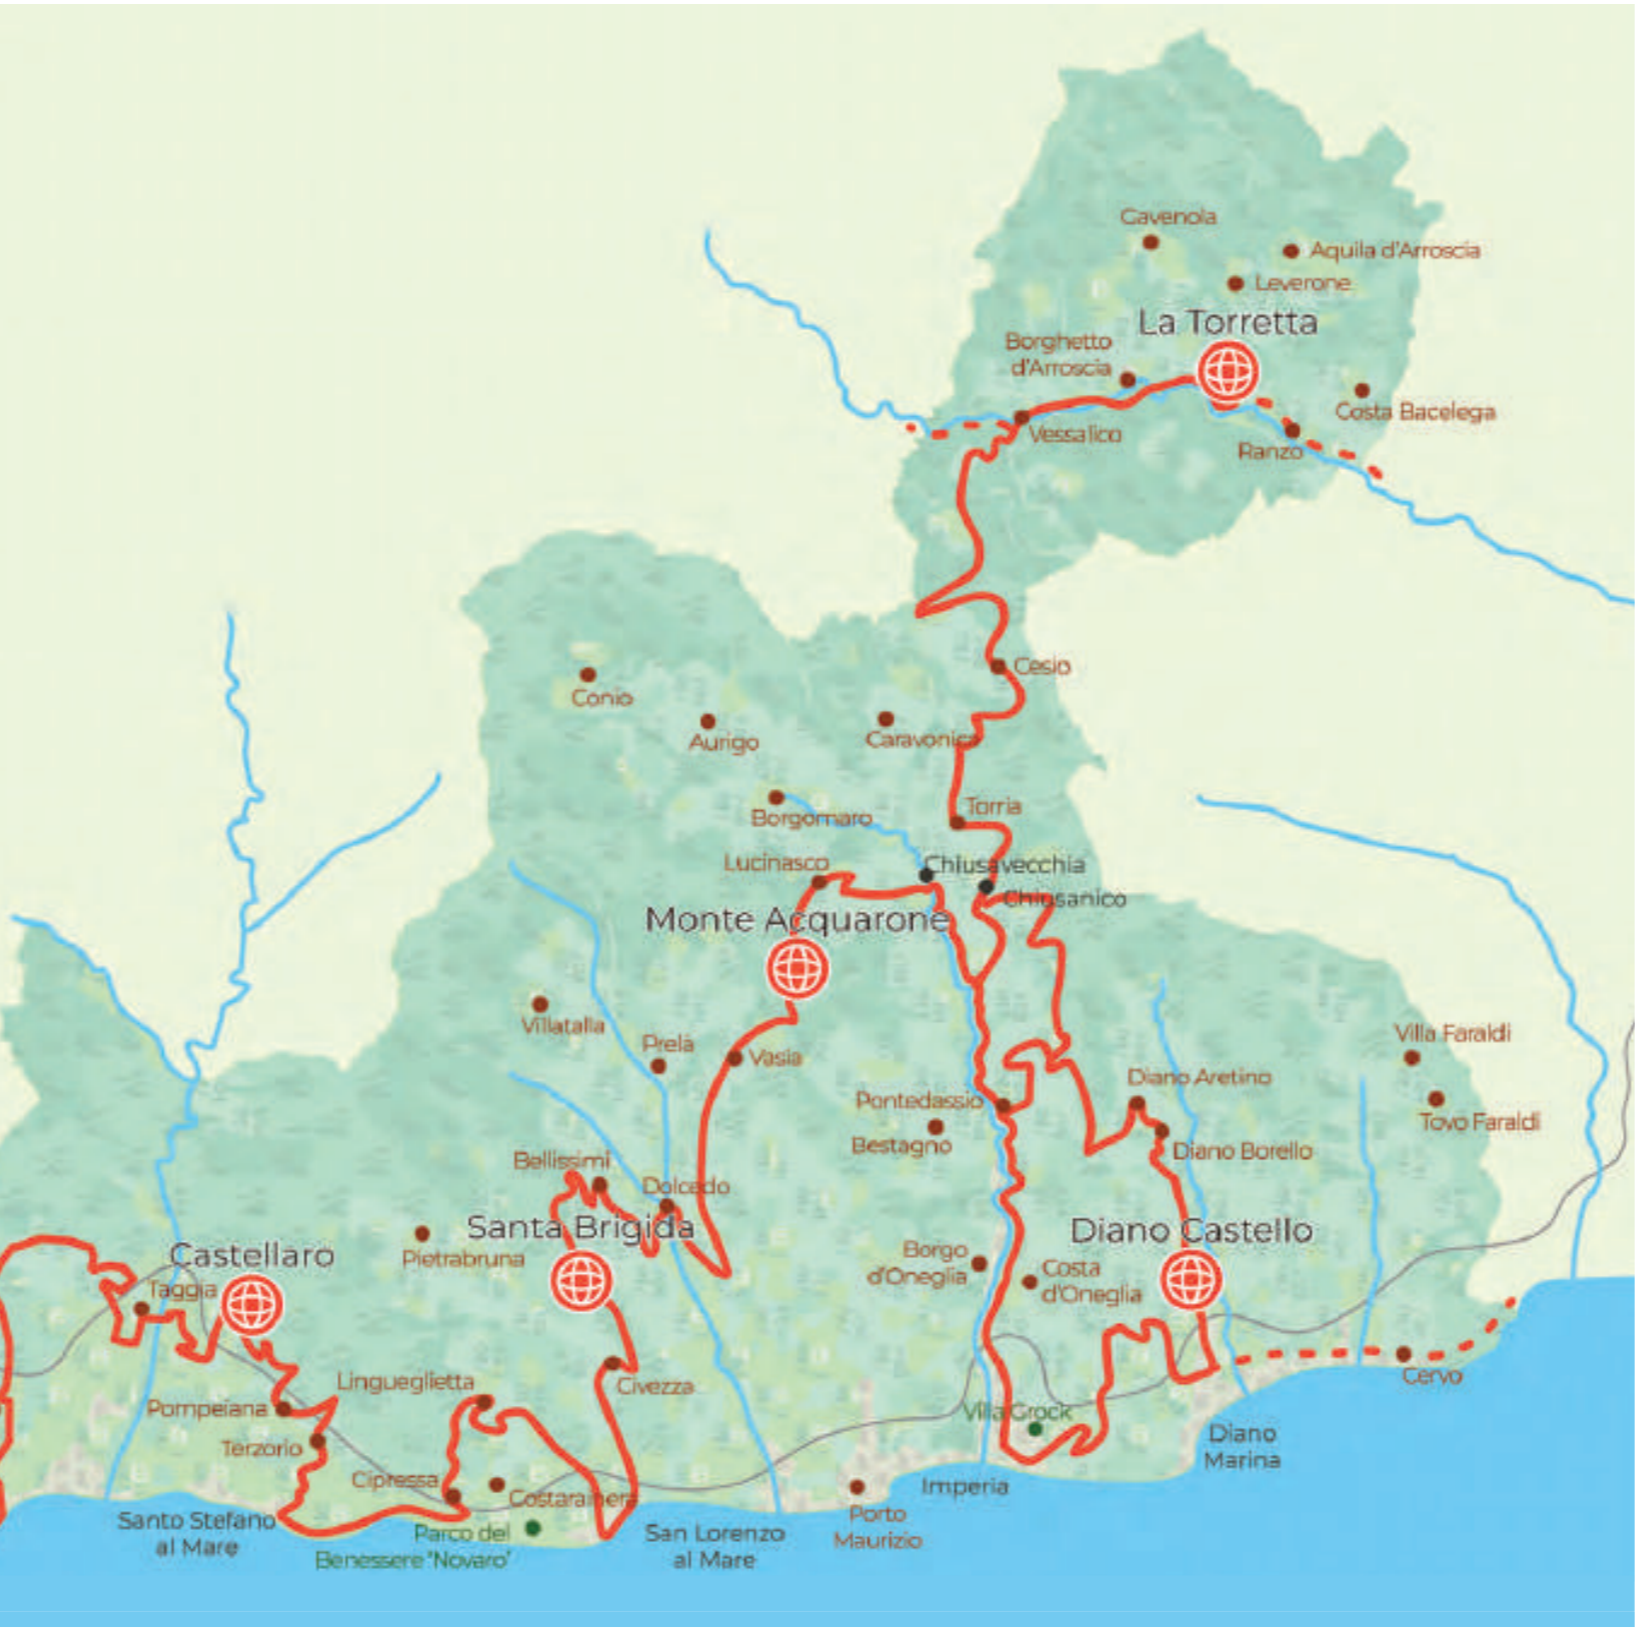 Gavenola
Aquila d'Arroscia
Leverone
La Torretta
Borghetto
d'Arroscia
Costa Bacelega
Vessalico
Ranzo
Cesio
Conio
Aurigo
Caravonica
Torria
Borgomaro
Lucinasco
Chiusavecchia
Chiusanico
Monte Acquarone
Villatalla
Prelà
Vasia
Villa Faraldi
Diano Aretino
Pontedassio
Tovo Faraldi
Bestagno
Diano Borello
Bellissimi
Dolcedo
Santa Brigida
Diano Castello
Castellaro
Pietrabruna
Borgo
d'Oneglia
Costa
d'Oneglia
Taggia
Cervo
Lingueglietta
Civezza
Pompeiana
Villa Grock
Terzorio
Diano
Marina
Cipressa
Costarainera
Imperia
Santo Stefano
al Mare
Parco del
Benessere "Novaro"
San Lorenzo
al Mare
Porto
Maurizio